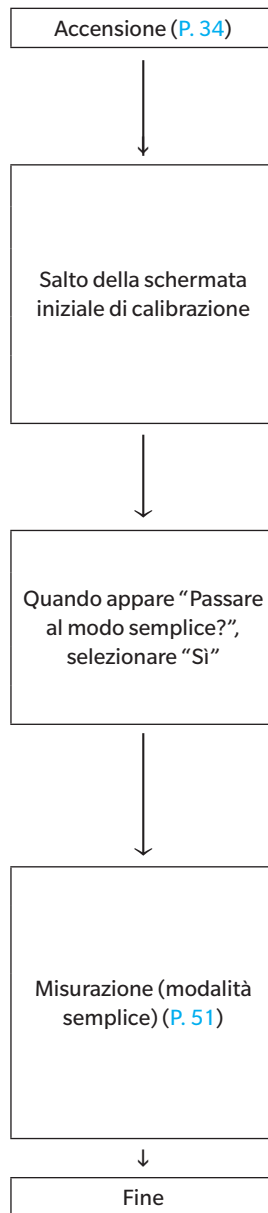 Accensione (P. 34)
Salto della schermata
iniziale di calibrazione
Quando appare “Passare
al modo semplice?”,
selezionare “Sì”
Misurazione (modalità
semplice) (P. 51)
Fine